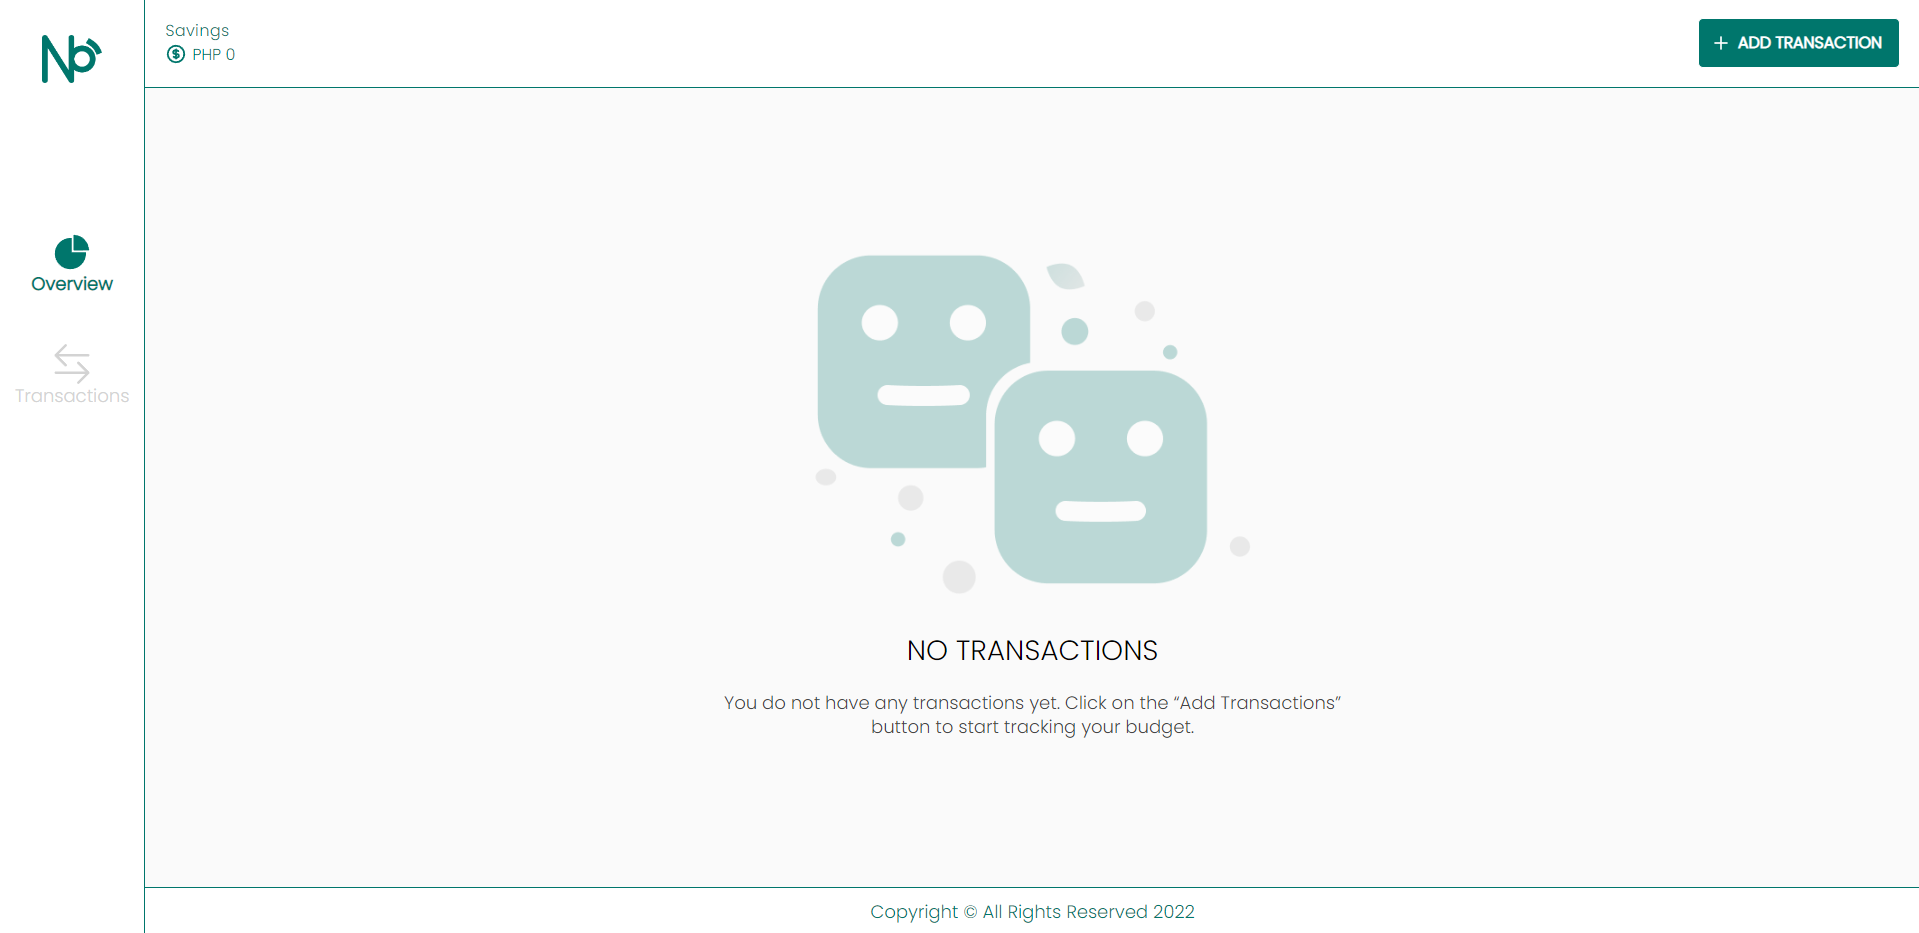 Nb
Savings
PHP 0
ADD TRANSACTION
Overview
Transactions
NO TRANSACTIONS
You do not have any transactions yet. Click on the “Add Transactions”
button to start tracking your budget.
Copyright © All Rights Reserved 2022